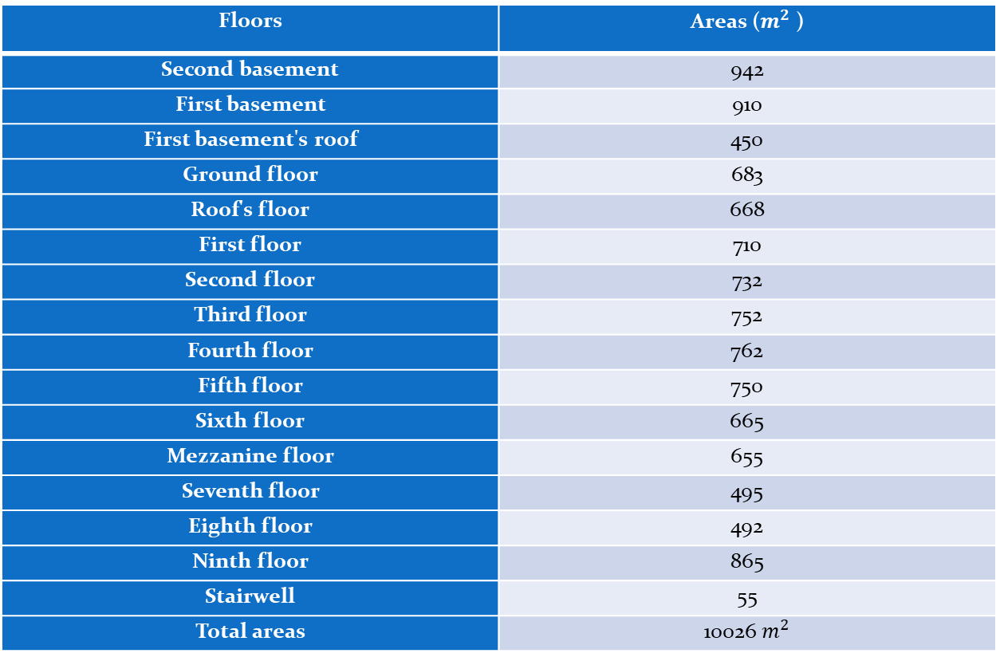 Floors Areas (m² )
Second basement 942
First basement 910
First basement's roof 450
Ground floor 683
Roof's floor 668
First floor 710
Second floor 732
Third floor 752
Fourth floor 762
Fifth floor 750
Sixth floor 665
Mezzanine floor 655
Seventh floor 495
Eighth floor 492
Ninth floor 865
Stairwell 55
Total areas 10026 m²